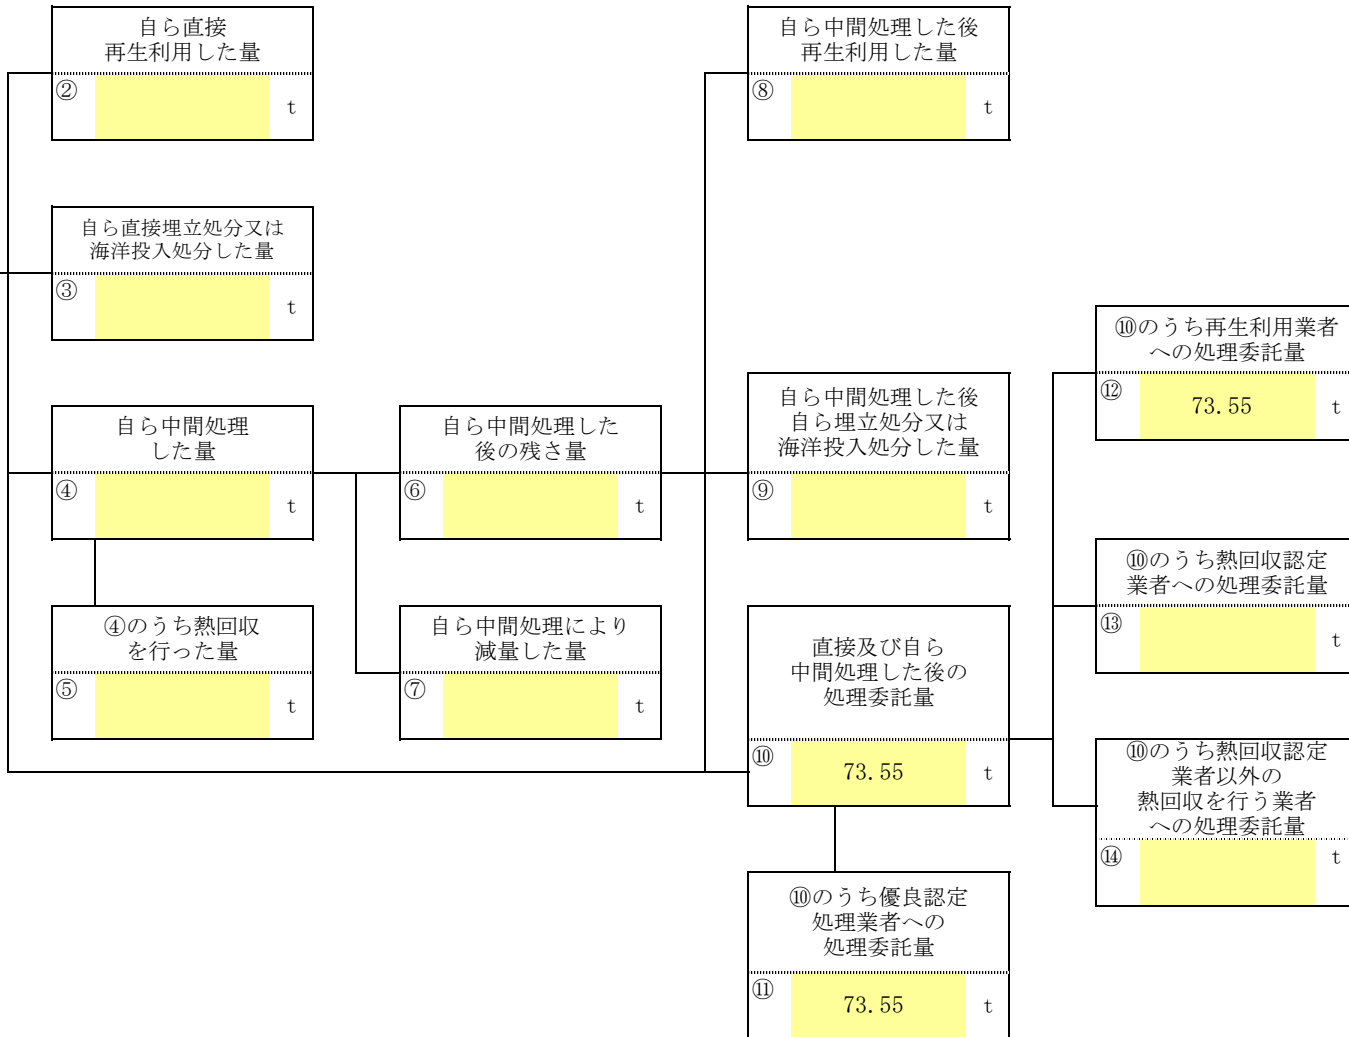 自ら直接
再生利用した量
②
t
自ら中間処理した後
再生利用した量
⑧
t
自ら直接埋立処分又は
海洋投入処分した量
③
t
⑩のうち再生利用業者
への処理委託量
⑫ 73.55 t
自ら中間処理
した量
④
t
自ら中間処理した
後の残さ量
⑥
t
自ら中間処理した後
自ら埋立処分又は
海洋投入処分した量
⑨
t
⑩のうち熱回収認定
業者への処理委託量
⑬
t
④のうち熱回収
を行った量
⑤
t
自ら中間処理により
減量した量
⑦
t
直接及び自ら
中間処理した後の
処理委託量
⑩ 73.55 t
⑩のうち熱回収認定
業者以外の
熱回収を行う業者
への処理委託量
⑭
t
⑩のうち優良認定
処理業者への
処理委託量
⑪ 73.55 t